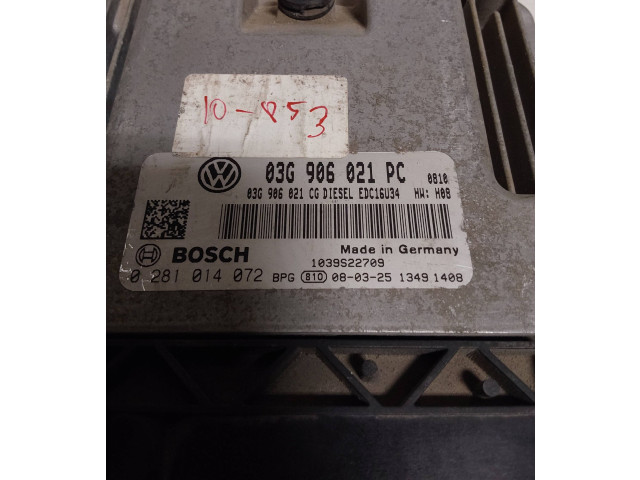 10-853
VW 03G 906 021 PC 0810
03G 906 021 CG DIESEL EDC16U34 HW: H08
BOSCH Made in Germany
1039S22709
0 281 014 072 BPG 810 08-03-25 1349 1408